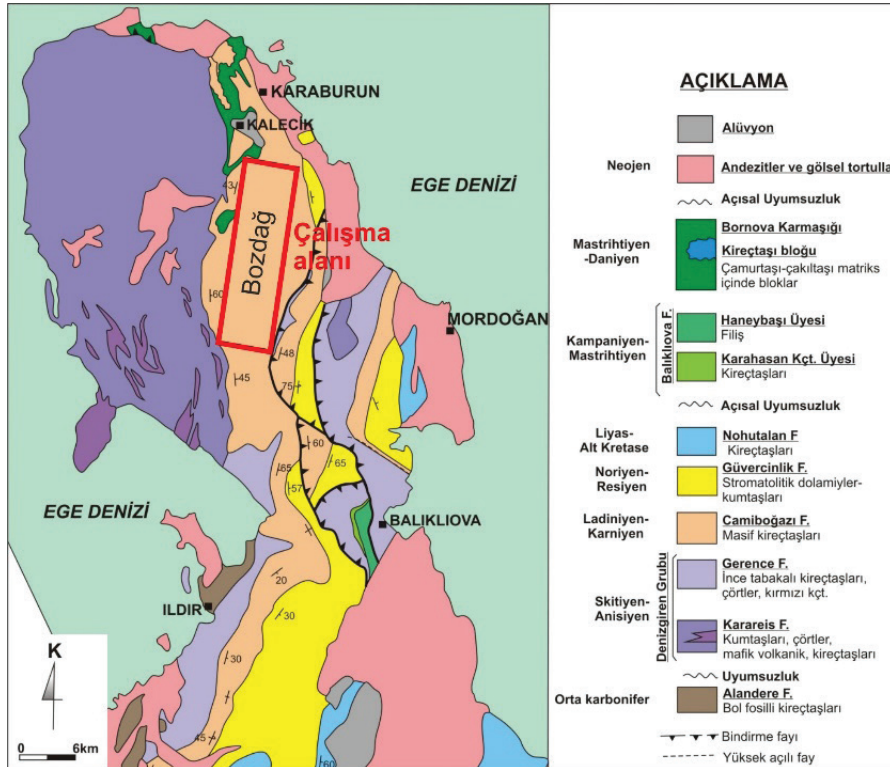 KARABURUN
KALECİK
EGE DENİZİ
43
Çalışma
alanı
Bozdağ
60
MORDOĞAN
48
45
75
60
65
65
57
EGE DENİZİ
BALIKLIOVA
20
ILDIR
30
K
30
45
60
0 6km
AÇIKLAMA
Alüvyon
Neojen
Andezitler ve gölsel tortulla
Açısal Uyumsuzluk
Mastrihtiyen
-Daniyen
Bornova Karmaşığı
Kireçtaşı bloğu
Çamurtaşı-çakıltaşı matriks
içinde bloklar
Kampaniyen-
Mastrihtiyen
Balıklıova F.
Haneybaşı Üyesi
Filiş
Karahasan Kçt. Üyesi
Kireçtaşları
Açısal Uyumsuzluk
Liyas-
Alt Kretase
Nohutalan F
Kireçtaşları
Noriyen-
Resiyen
Güvercinlik F.
Stromatolitik dolamiyler-
kumtaşları
Ladiniyen-
Karniyen
Camiboğazı F.
Masif kireçtaşları
Skitiyen-
Anisiyen
Denizgiren Grubu
Gerence F.
İnce tabakalı kireçtaşları,
çörtler, kırmızı kçt.
Karareis F.
Kumtaşları, çörtler,
mafik volkanik, kireçtaşları
Uyumsuzluk
Orta karbonifer
Alandere F.
Bol fosilli kireçtaşları
Bindirme fayı
Yüksek açılı fay